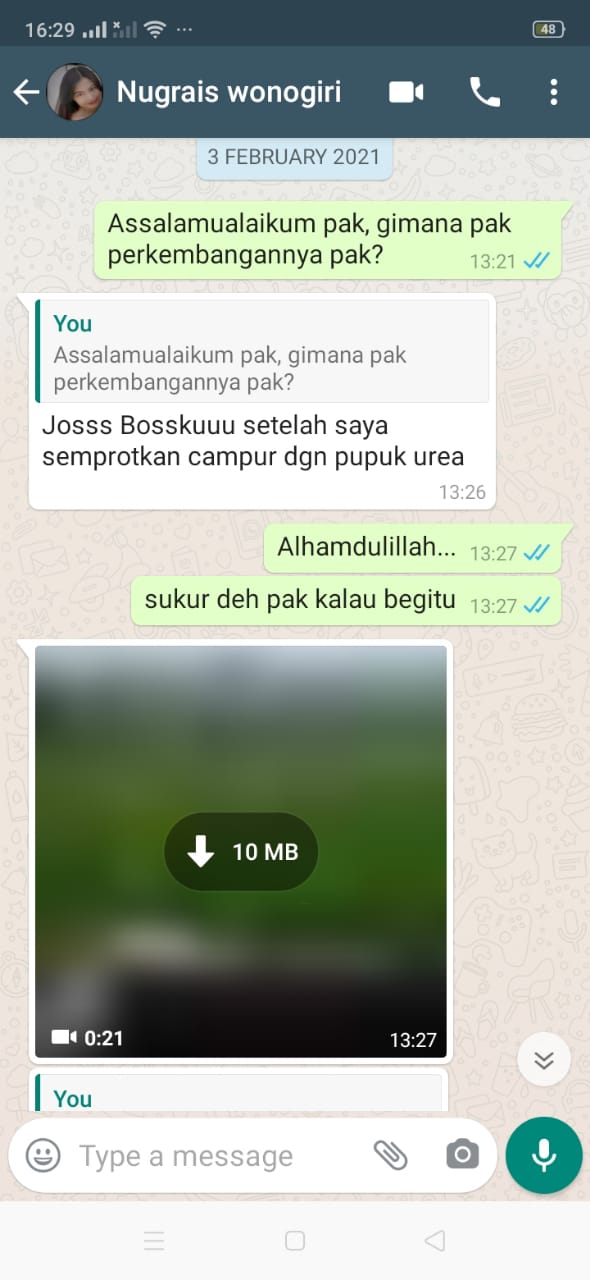 16:29
48
Nugrais wonogiri
3 FEBRUARY 2021
Assalamualaikum pak, gimana pak
perkembangannya pak?
13:21
You
Assalamualaikum pak, gimana pak
perkembangannya pak?
Josss Bosskuuu setelah saya
semprotkan campur dgn pupuk urea
13:26
Alhamdulillah... 13:27
sukur deh pak kalau begitu 13:27
10 MB
0:21 13:27
You
Type a message